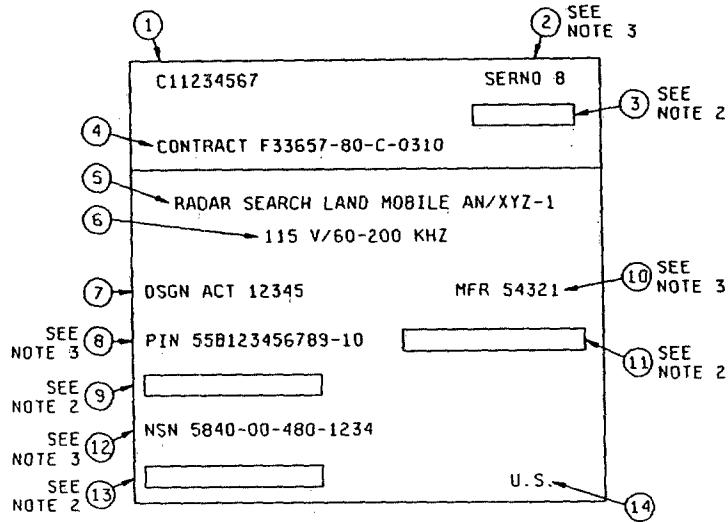 1 2 SEE
NOTE 3
C11234567 SERNO 8
3 SEE
NOTE 2
4 CONTRACT F33657-80-C-0310
5 RADAR SEARCH LAND MOBILE AN/XYZ-1
6 115 V/60-200 KHZ
7 DSGN ACT 12345 MFR 54321 10 SEE
NOTE 3
SEE
NOTE 3 8 PIN 55B123456789-10
11 SEE
NOTE 2
SEE
NOTE 2 9
SEE
NOTE 3 12 NSN 5840-00-480-1234
SEE
NOTE 2 13
U.S. 14